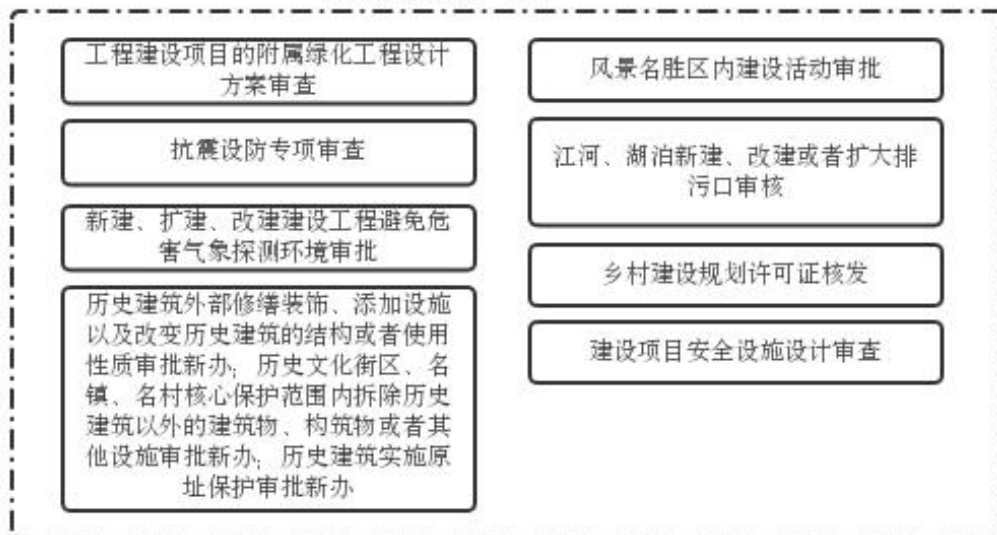 工程建设项目的附属绿化工程设计
方案审查
抗震设防专项审查
新建、扩建、改建建设工程避免危
害气象探测环境审批
历史建筑外部修缮装饰、添加设施
以及改变历史建筑的结构或者使用
性质审批新办；历史文化街区、名
镇、名村核心保护范围内拆除历史
建筑以外的建筑物、构筑物或者其
他设施审批新办；历史建筑实施原
址保护审批新办
风景名胜区内建设活动审批
江河、湖泊新建、改建或者扩大排
污口审核
乡村建设规划许可证核发
建设项目安全设施设计审查